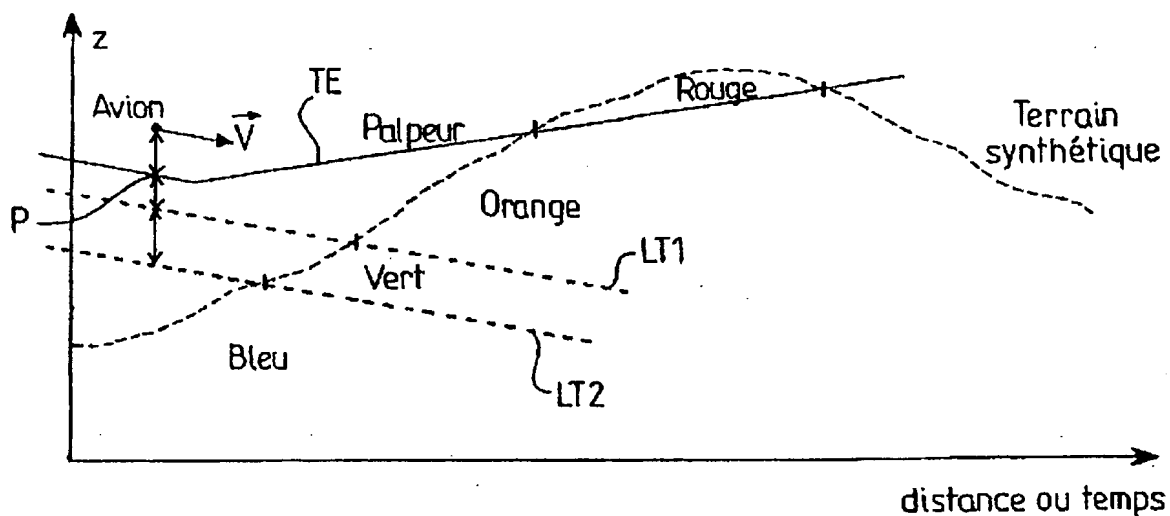 z
Avion
V
TE
Palpeur
Rouge
Terrain
synthétique
P
Orange
LT1
Vert
Bleu
LT2
distance ou temps